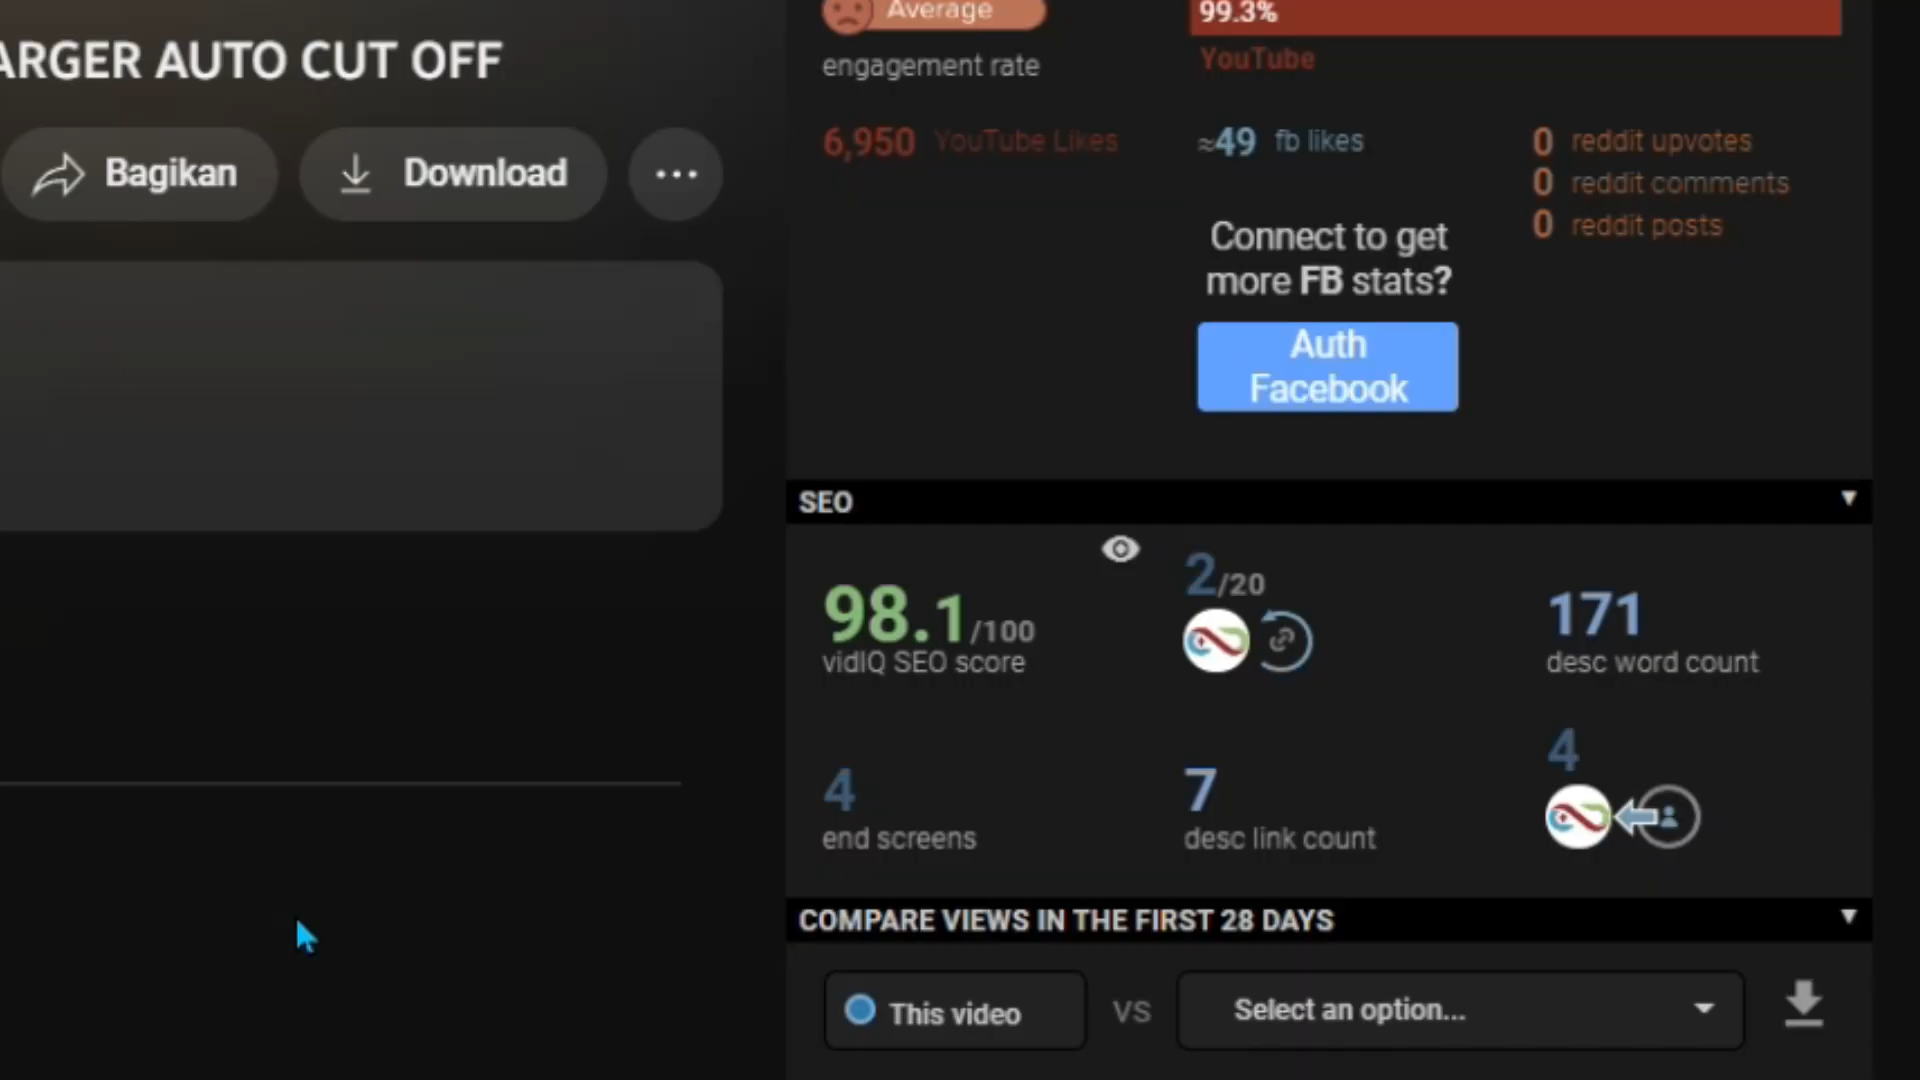 ARGER AUTO CUT OFF
Bagikan
Download
Average
engagement rate
99.3%
YouTube
6,950 YouTube Likes
≈49 fb likes
0 reddit upvotes
0 reddit comments
0 reddit posts
Connect to get
more FB stats?
Auth
Facebook
SEO
98.1/100
vidIQ SEO score
2/20
171
desc word count
4
end screens
7
desc link count
4
COMPARE VIEWS IN THE FIRST 28 DAYS
This video
VS
Select an option...